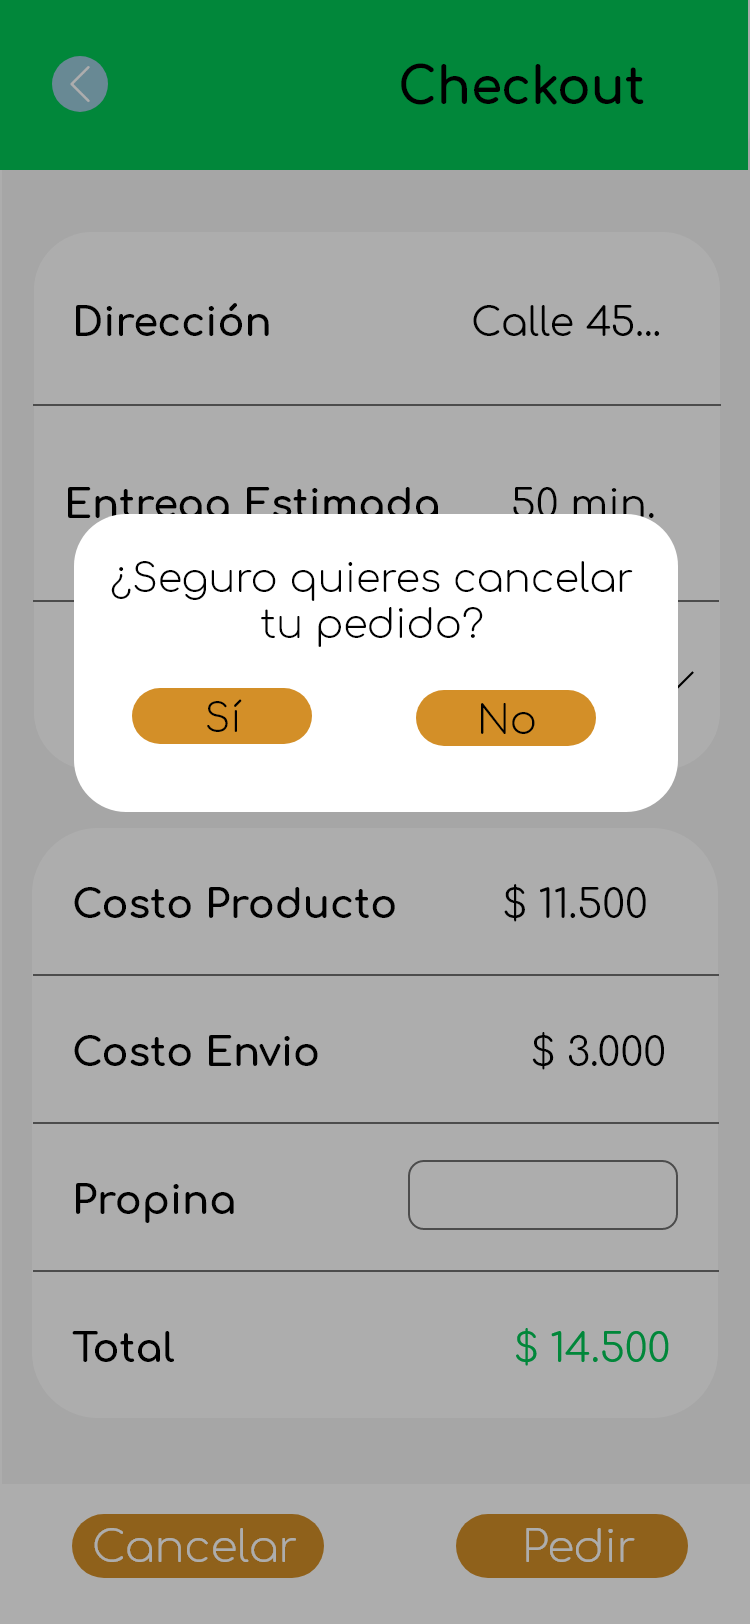 Checkout
Dirección Calle 45...
Entrega Estimada 50 min.
¿Seguro quieres cancelar
tu pedido?
Sí No
Costo Producto $ 11.500
Costo Envio $ 3.000
Propina
Total $ 14.500
Cancelar Pedir